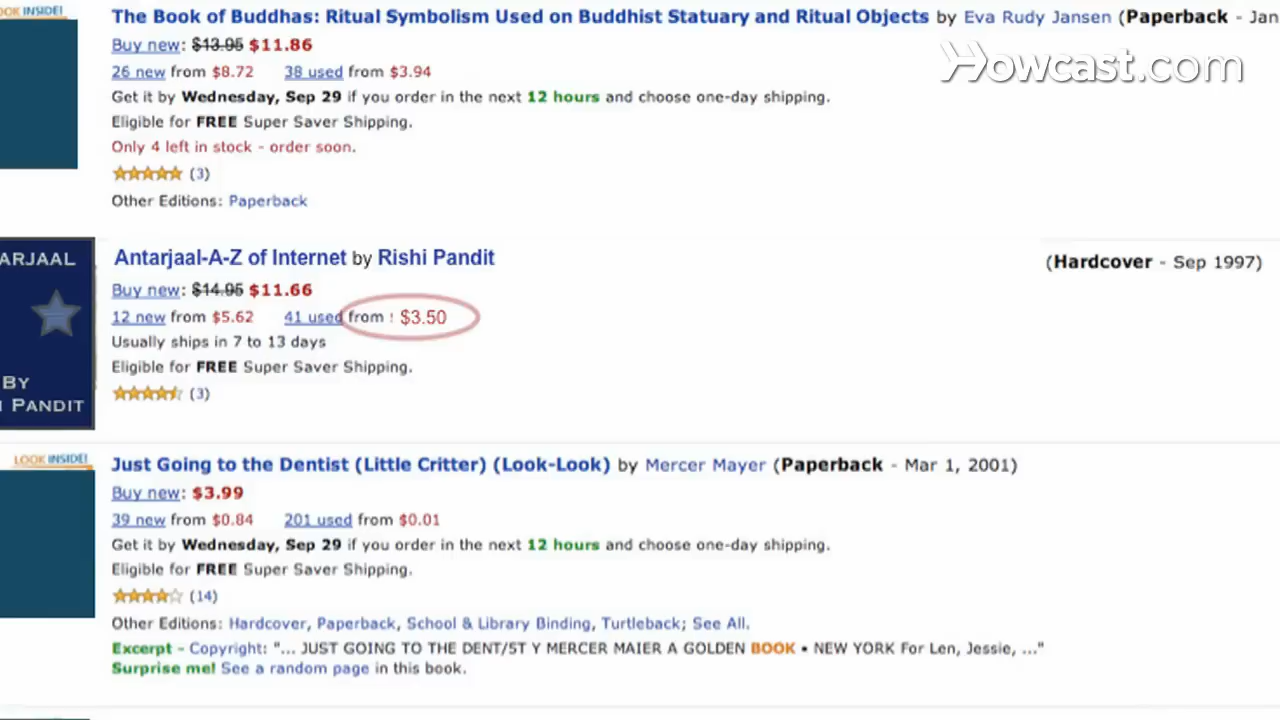 LOOK INSIDE!
The Book of Buddhas: Ritual Symbolism Used on Buddhist Statuary and Ritual Objects by Eva Rudy Jansen (Paperback - Jan
Howcast.com
Buy new: $13.95 $11.86
26 new from $8.72 38 used from $3.94
Get it by Wednesday, Sep 29 if you order in the next 12 hours and choose one-day shipping.
Eligible for FREE Super Saver Shipping.
Only 4 left in stock - order soon.
(3)
Other Editions: Paperback
ARJAAL
BY
I PANDIT
Antarjaal-A-Z of Internet by Rishi Pandit (Hardcover - Sep 1997)
Buy new: $14.95 $11.66
12 new from $5.62 41 used from $3.50
Usually ships in 7 to 13 days
Eligible for FREE Super Saver Shipping.
(3)
LOOK INSIDE!
Just Going to the Dentist (Little Critter) (Look-Look) by Mercer Mayer (Paperback - Mar 1, 2001)
Buy new: $3.99
39 new from $0.84 201 used from $0.01
Get it by Wednesday, Sep 29 if you order in the next 12 hours and choose one-day shipping.
Eligible for FREE Super Saver Shipping.
(14)
Other Editions: Hardcover, Paperback, School & Library Binding, Turtleback; See All.
Excerpt - Copyright: "... JUST GOING TO THE DENT/ST Y MERCER MAIER A GOLDEN BOOK • NEW YORK For Len, Jessie, ..."
Surprise me! See a random page in this book.